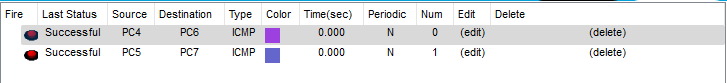 Fire Last Status Source Destination Type Color Time(sec) Periodic Num Edit Delete
Successful PC4 PC6 ICMP 0.000 N 0 (edit) (delete)
Successful PC5 PC7 ICMP 0.000 N 1 (edit) (delete)